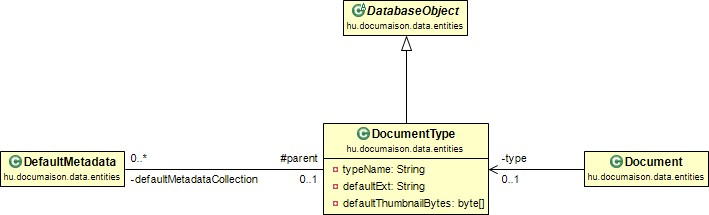 DatabaseObject
hu.documaison.data.entities
DocumentType
hu.documaison.data.entities
typeName: String
defaultExt: String
defaultThumbnailBytes: byte[]
DefaultMetadata
hu.documaison.data.entities
0..*
-defaultMetadataCollection
#parent
0..1
-type
0..1
Document
hu.documaison.data.entities